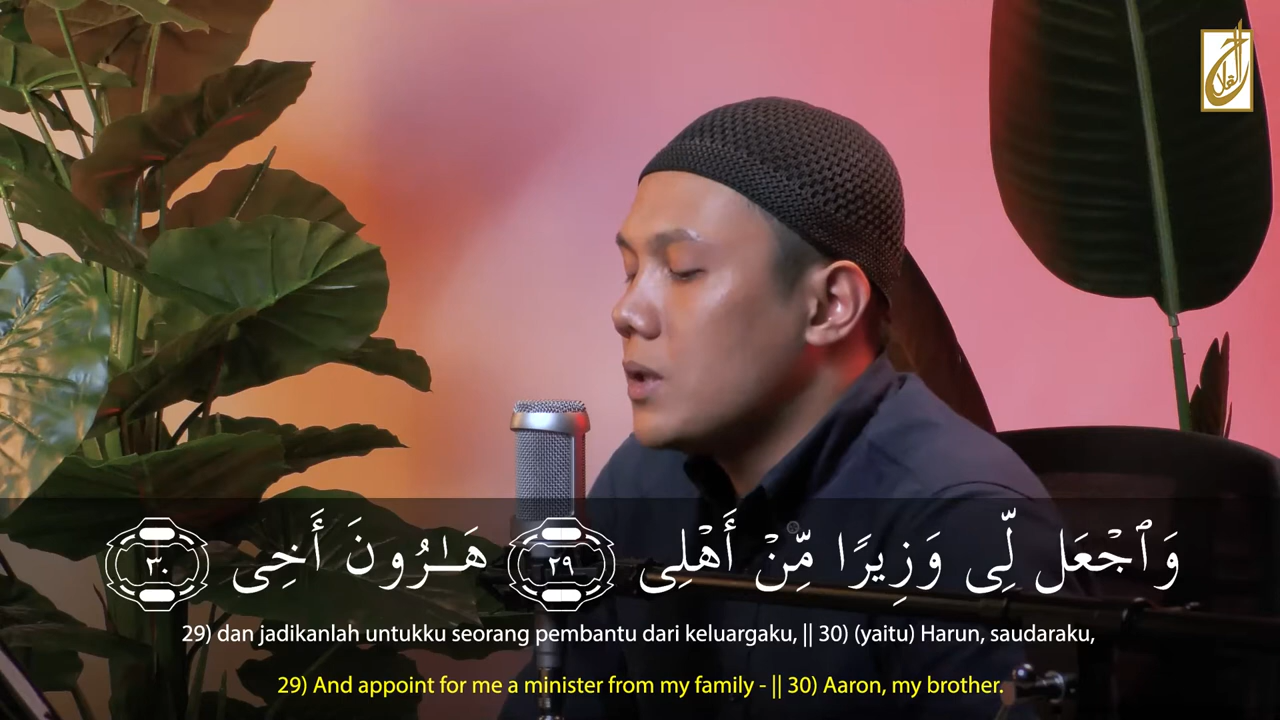 وَٱجْعَل لِّى وَزِيرًا مِّنْ أَهْلِى ٢٩ هَـٰرُونَ أَخِى ٣٠
29) dan jadikanlah untukku seorang pembantu dari keluargaku, || 30) (yaitu) Harun, saudaraku,
29) And appoint for me a minister from my family - || 30) Aaron, my brother.